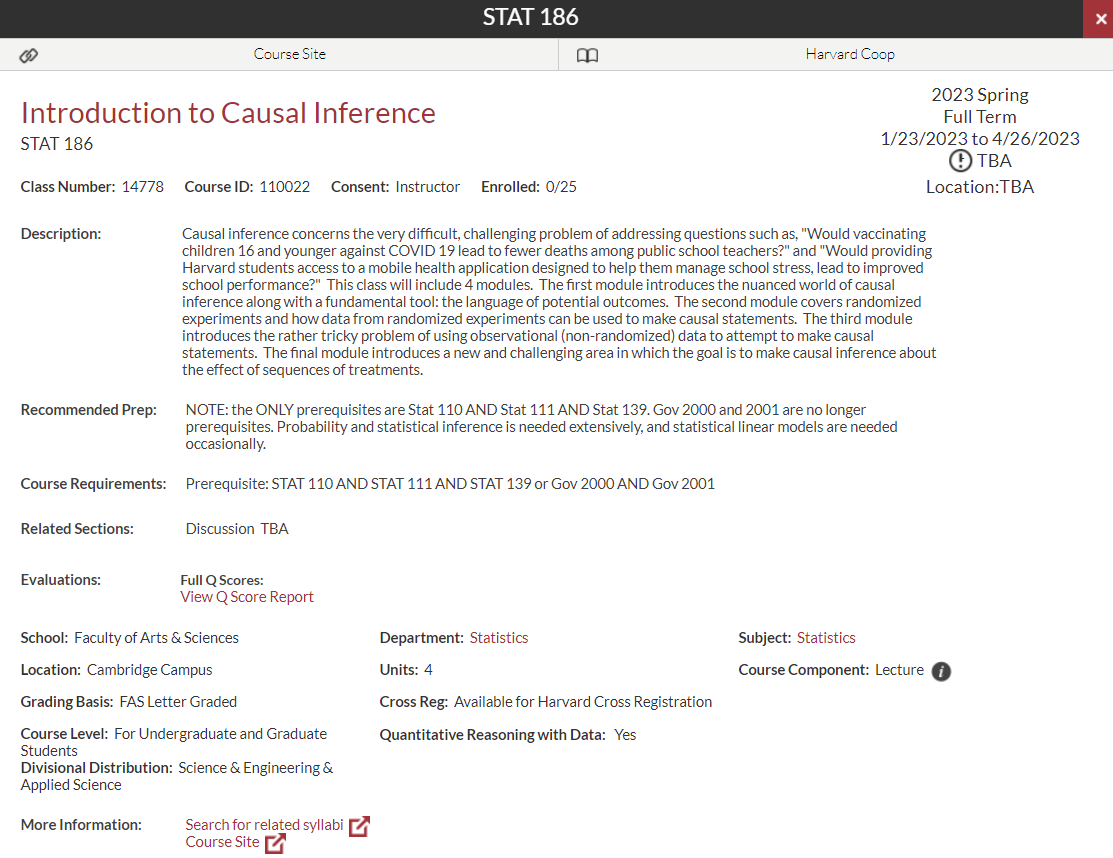 STAT 186
Course Site
Harvard Coop
Introduction to Causal Inference
STAT 186
2023 Spring
Full Term
1/23/2023 to 4/26/2023
TBA
Location:TBA
Class Number: 14778 Course ID: 110022 Consent: Instructor Enrolled: 0/25
Description: Causal inference concerns the very difficult, challenging problem of addressing questions such as, "Would vaccinating
children 16 and younger against COVID 19 lead to fewer deaths among public school teachers?" and "Would providing
Harvard students access to a mobile health application designed to help them manage school stress, lead to improved
school performance?" This class will include 4 modules. The first module introduces the nuanced world of causal
inference along with a fundamental tool: the language of potential outcomes. The second module covers randomized
experiments and how data from randomized experiments can be used to make causal statements. The third module
introduces the rather tricky problem of using observational (non-randomized) data to attempt to make causal
statements. The final module introduces a new and challenging area in which the goal is to make causal inference about
the effect of sequences of treatments.
Recommended Prep: NOTE: the ONLY prerequisites are Stat 110 AND Stat 111 AND Stat 139. Gov 2000 and 2001 are no longer
prerequisites. Probability and statistical inference is needed extensively, and statistical linear models are needed
occasionally.
Course Requirements: Prerequisite: STAT 110 AND STAT 111 AND STAT 139 or Gov 2000 AND Gov 2001
Related Sections: Discussion TBA
Evaluations: Full Q Scores:
View Q Score Report
School: Faculty of Arts & Sciences Department: Statistics Subject: Statistics
Location: Cambridge Campus Units: 4 Course Component: Lecture
Grading Basis: FAS Letter Graded Cross Reg: Available for Harvard Cross Registration
Course Level: For Undergraduate and Graduate Quantitative Reasoning with Data: Yes
Students
Divisional Distribution: Science & Engineering &
Applied Science
More Information: Search for related syllabi
Course Site